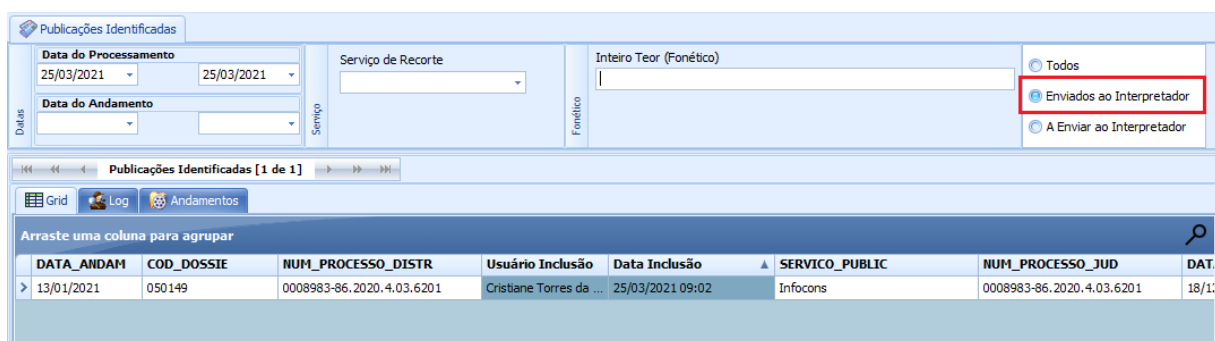 Publicações Identificadas
Data do Processamento
25/03/2021 25/03/2021
Data do Andamento
Datas
Serviço de Recorte
Serviço
Inteiro Teor (Fonético)
Fonético
Todos
Enviados ao Interpretador
A Enviar ao Interpretador
Publicações Identificadas [1 de 1]
Grid Log Andamentos
Arraste uma coluna para agrupar
DATA_ANDAM COD_DOSSIE NUM_PROCESSO_DISTR Usuário Inclusão Data Inclusão SERVICO_PUBLIC NUM_PROCESSO_JUD DAT.
13/01/2021 050149 0008983-86.2020.4.03.6201 Cristiane Torres da ... 25/03/2021 09:02 Infocons 0008983-86.2020.4.03.6201 18/12